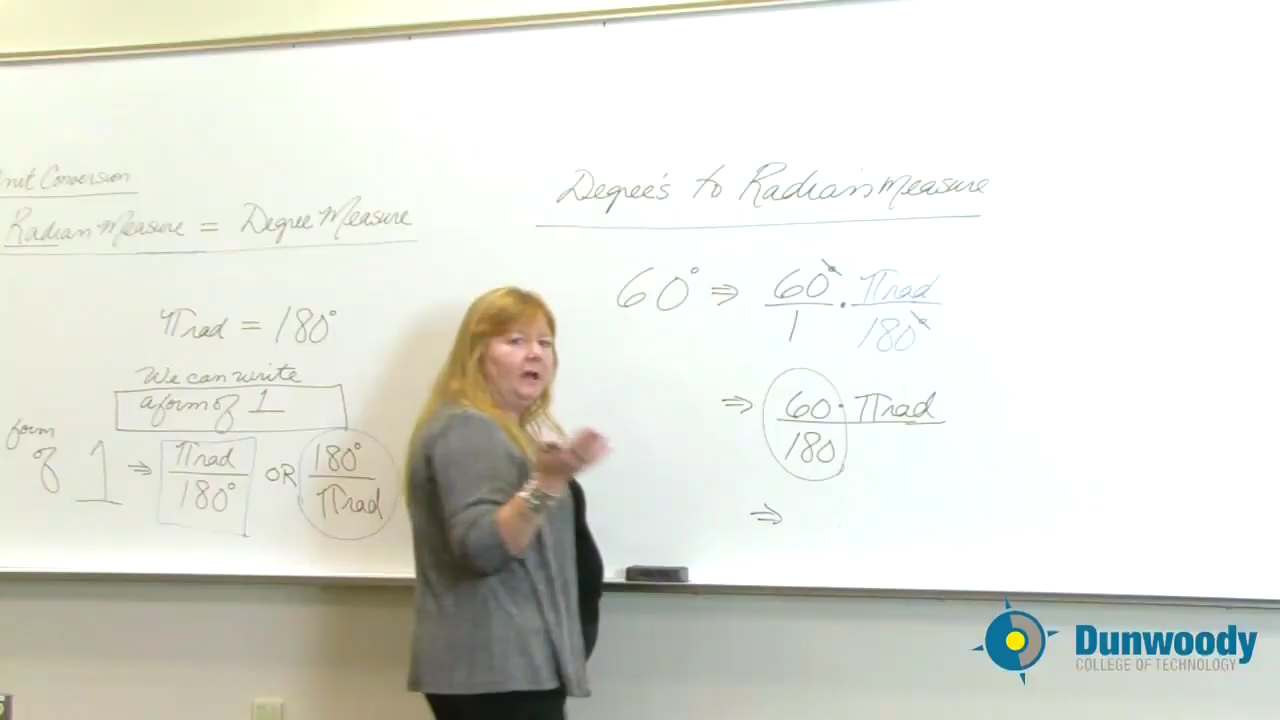 nit Conversion
Radian Measure = Degree Measure
πrad = 180°
We can write
a form of 1
form of 1 ⇒ πrad/180° OR 180°/πrad
Degree's to Radian Measure
60° ⇒ 60°/1 · πrad/180°
⇒ 60 · πrad/180
⇒
Dunwoody
COLLEGE OF TECHNOLOGY